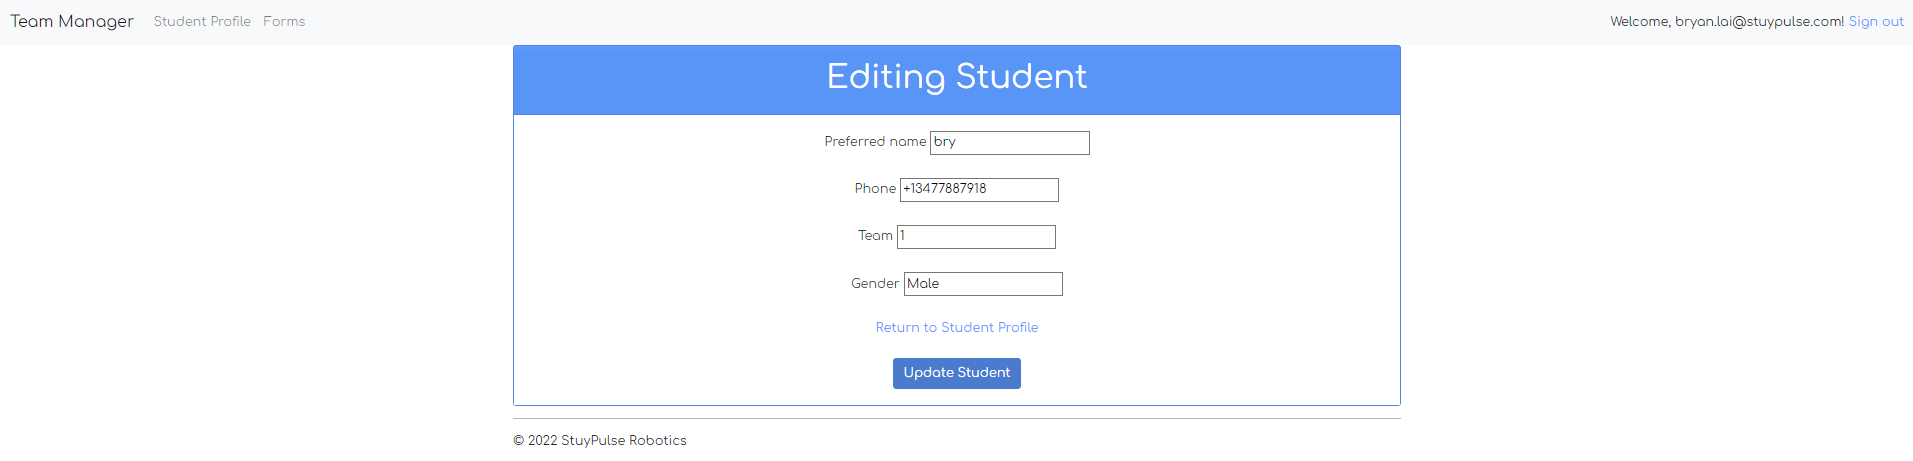 Team Manager Student Profile Forms Welcome, bryan.lai@stuypulse.com! Sign out
Editing Student
Preferred name bry
Phone +13477887918
Team 1
Gender Male
Return to Student Profile
Update Student
© 2022 StuyPulse Robotics